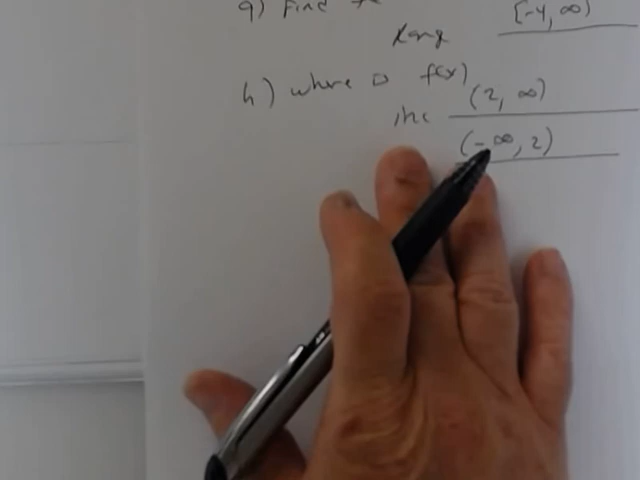 g) Find
Rang [-4, ∞)
h) where is f(x)
inc (2, ∞)
(-∞, 2)